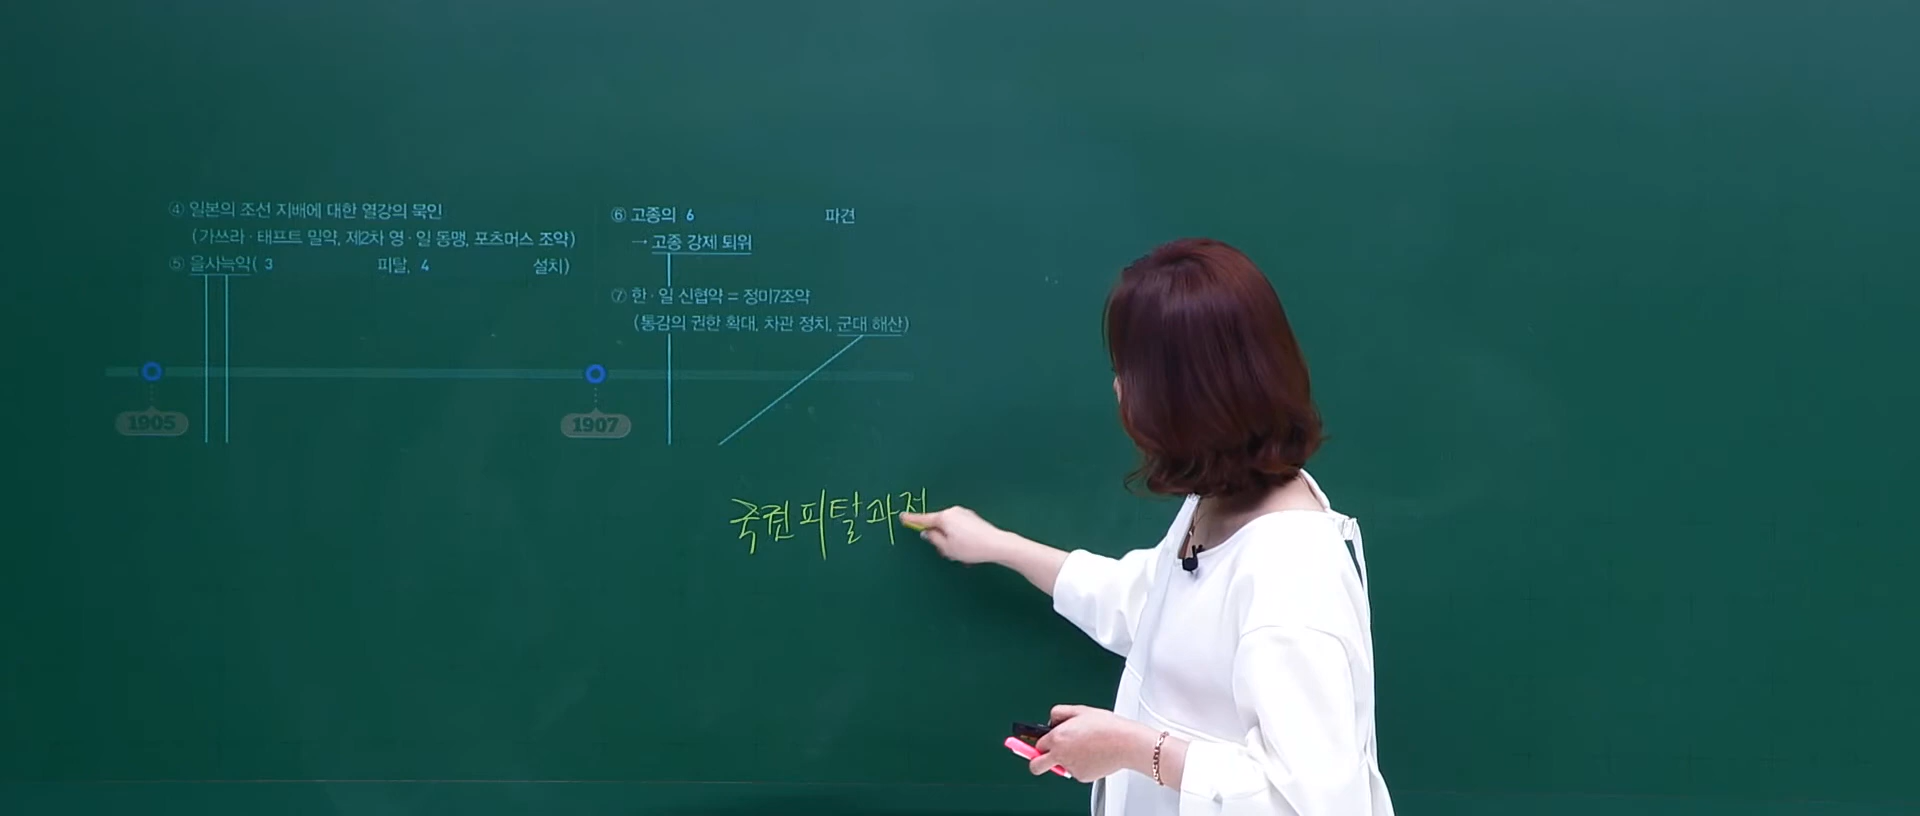 ④ 일본의 조선 지배에 대한 열강의 묵인
(가쓰라·태프트 밀약, 제2차 영·일 동맹, 포츠머스 조약)
⑤ 을사늑약( 3 피탈, 4 설치)
⑥ 고종의 6 파견
→ 고종 강제 퇴위
⑦ 한·일 신협약 = 정미7조약
(통감의 권한 확대, 차관 정치, 군대 해산)
1905
1907
국권피탈과정